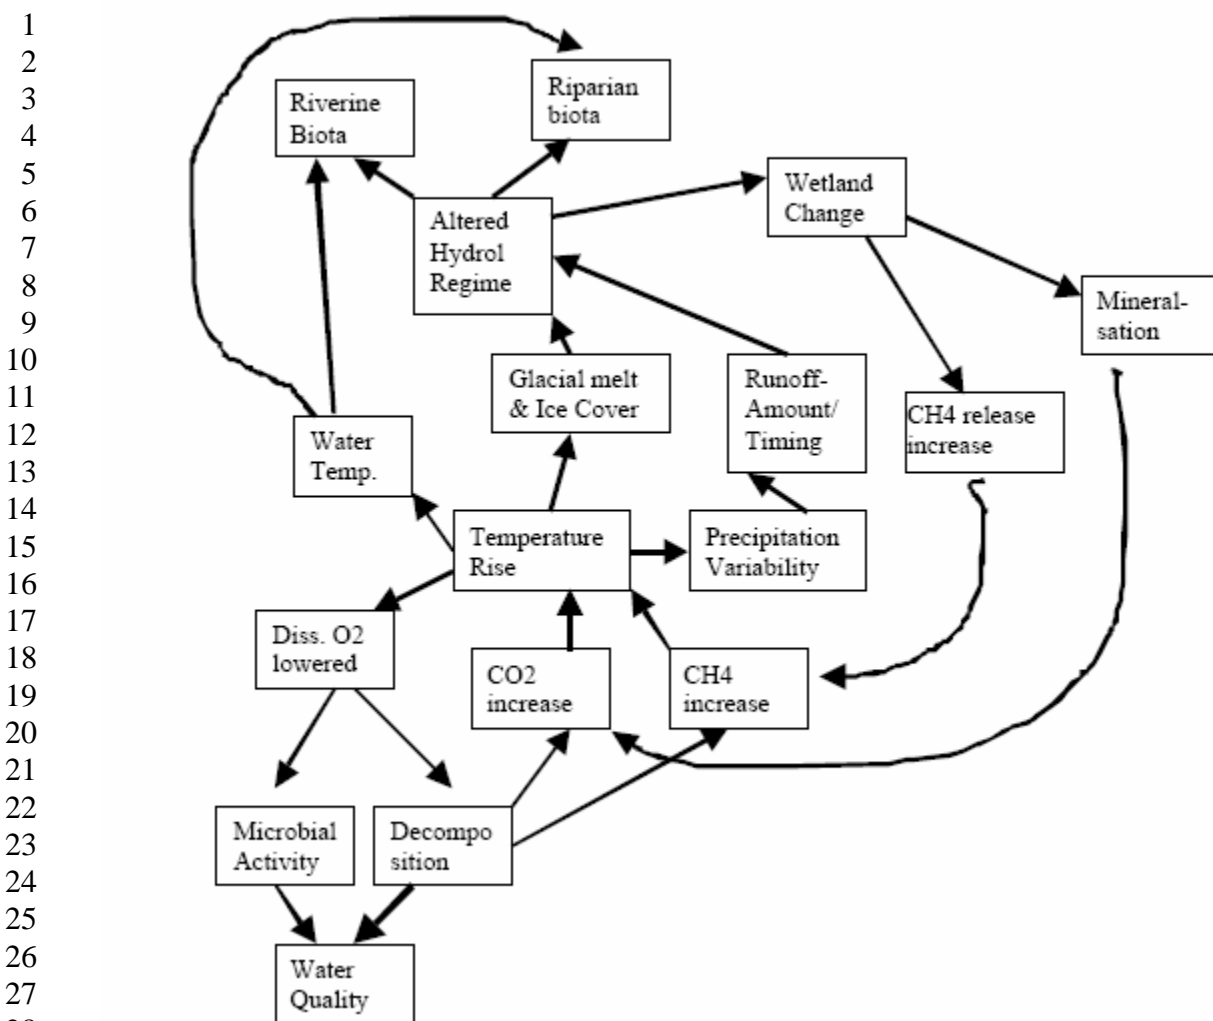 1
2
3
4
5
6
7
8
9
10
11
12
13
14
15
16
17
18
19
20
21
22
23
24
25
26
27
Riparian
biota
Riverine
Biota
Wetland
Change
Altered
Hydrol
Regime
Mineral-
sation
Glacial melt
& Ice Cover
Runoff-
Amount/
Timing
CH4 release
increase
Water
Temp.
Temperature
Rise
Precipitation
Variability
Diss. O2
lowered
CO2
increase
CH4
increase
Microbial
Activity
Decompo
sition
Water
Quality